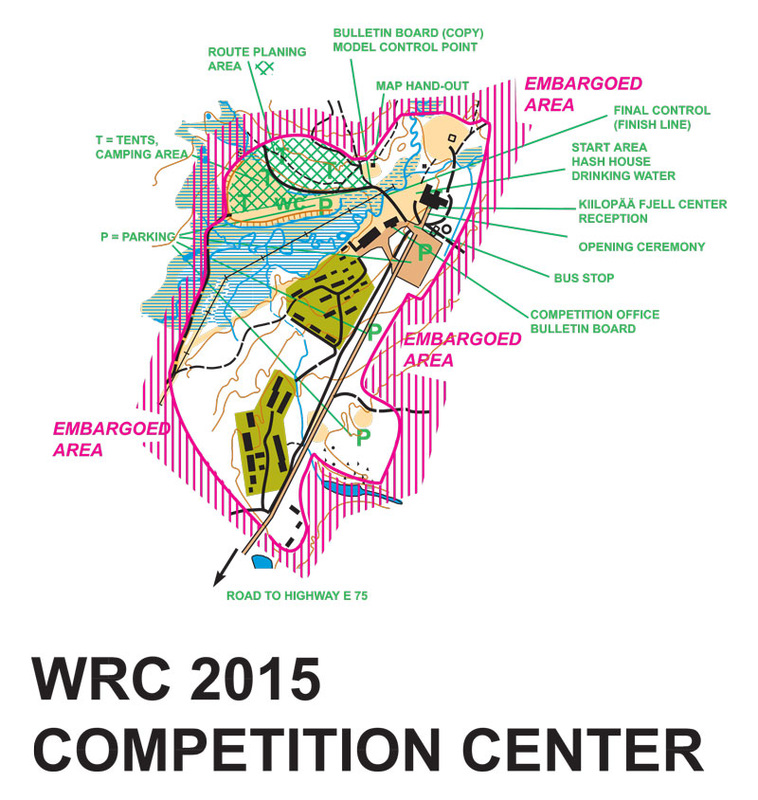 BULLETIN BOARD (COPY)
MODEL CONTROL POINT
ROUTE PLANING
AREA
MAP HAND-OUT
EMBARGOED
AREA
FINAL CONTROL
(FINISH LINE)
T = TENTS,
CAMPING AREA
START AREA
HASH HOUSE
DRINKING WATER
T
T
T
WC
P
KIILOPÄÄ FJELL CENTER
RECEPTION
P = PARKING
OPENING CEREMONY
P
BUS STOP
COMPETITION OFFICE
BULLETIN BOARD
P
EMBARGOED
AREA
EMBARGOED
AREA
P
ROAD TO HIGHWAY E 75
WRC 2015
COMPETITION CENTER